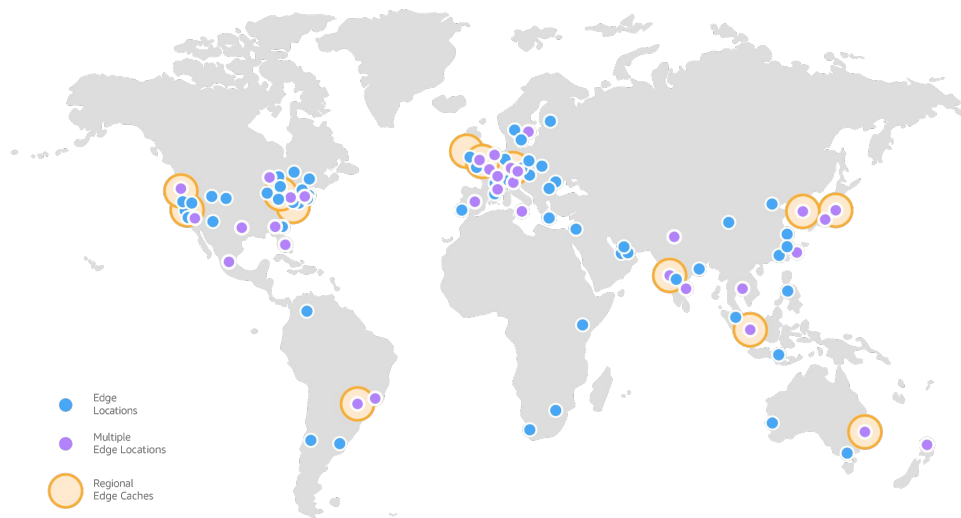 Edge
Locations
Multiple
Edge Locations
Regional
Edge Caches